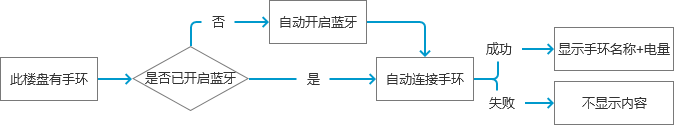 否
自动开启蓝牙
成功
显示手环名称+电量
此楼盘有手环
是否已开启蓝牙
是
自动连接手环
失败
不显示内容